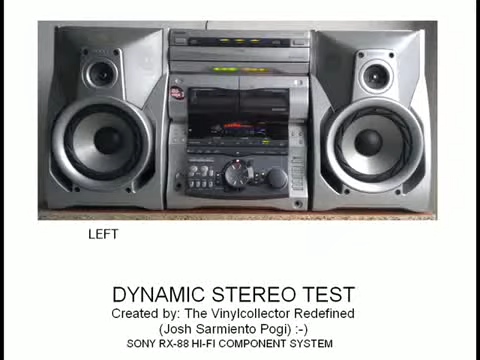 LEFT
DYNAMIC STEREO TEST
Created by: The Vinylcollector Redefined
(Josh Sarmiento Pogi) :-)
SONY RX-88 HI-FI COMPONENT SYSTEM